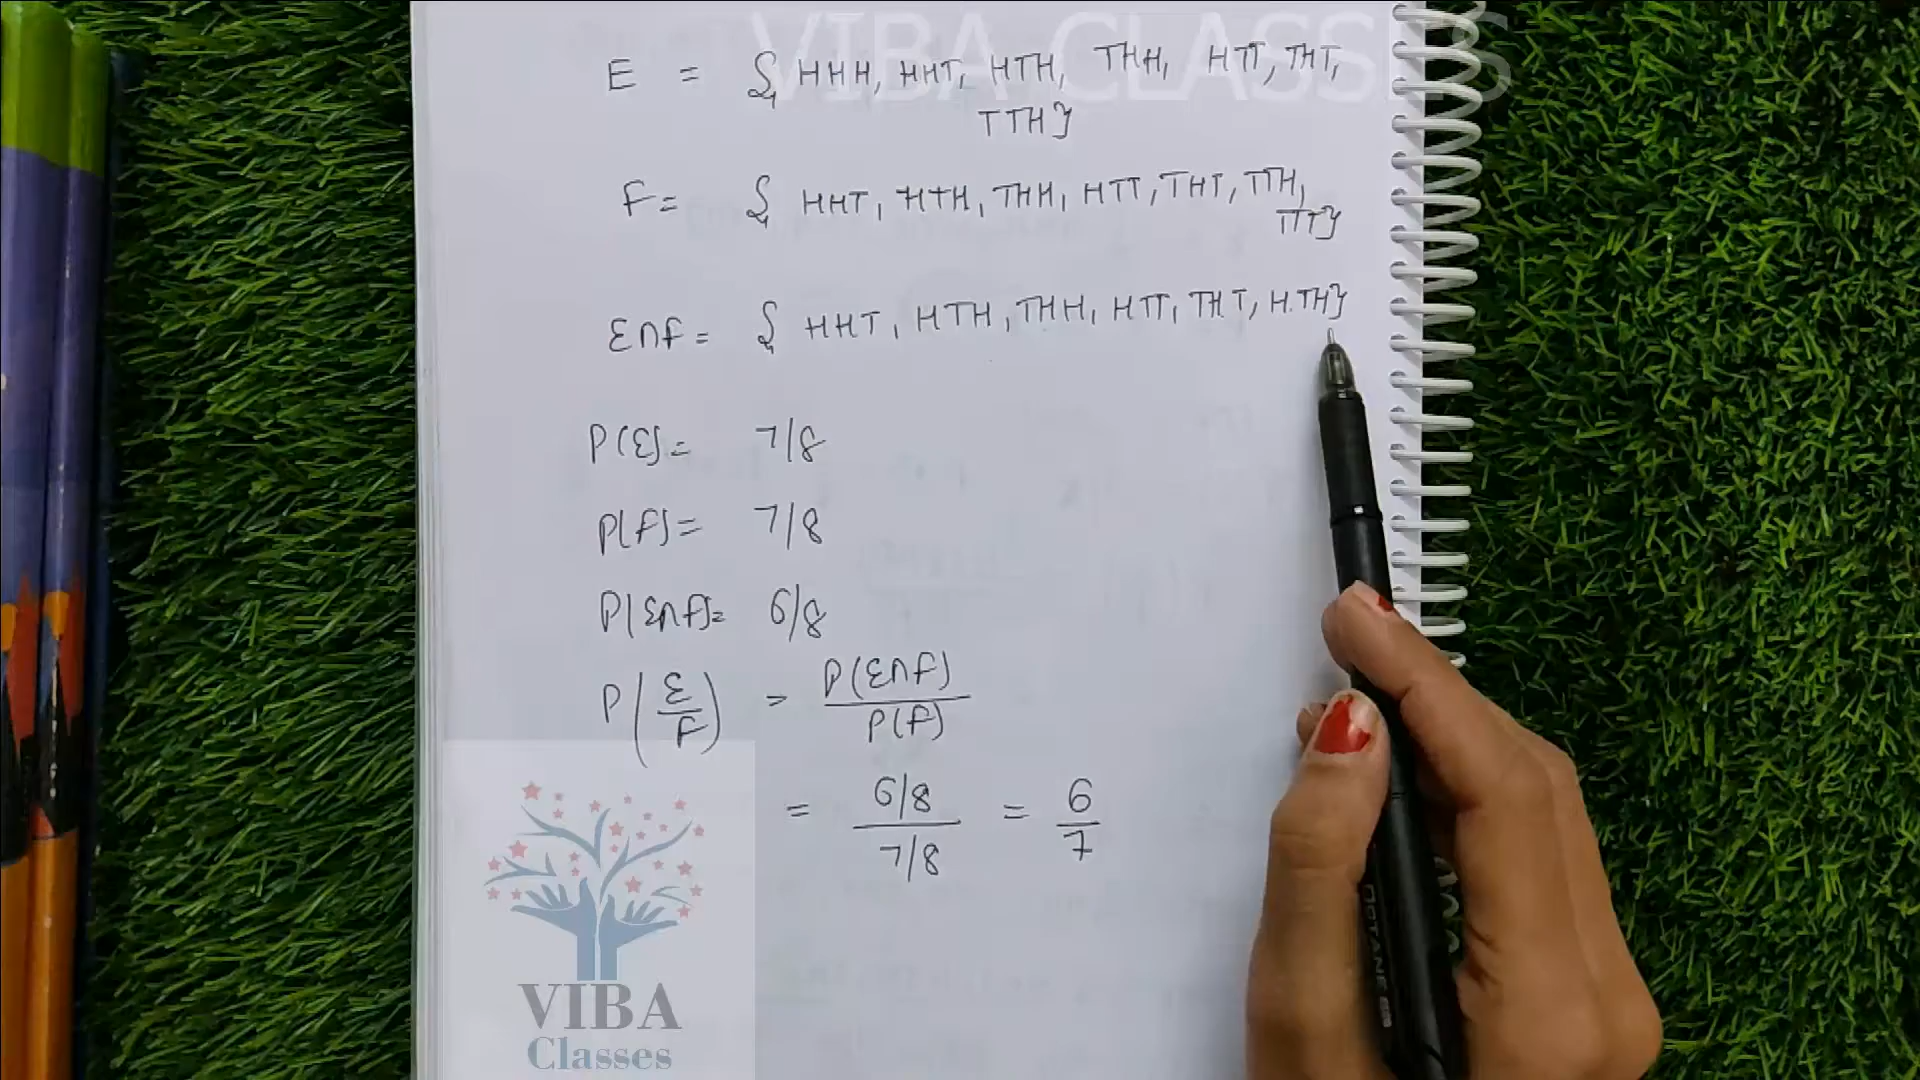 VIBA CLASSES
E = { HHH, HHT, HTH, THH, HTT, THT,
TTH}
F = { HHT, HTH, THH, HTT, THT, TTH,
TTT}
E∩F = { HHT, HTH, THH, HTT, THT, HTH}
P(E) = 7/8
P(F) = 7/8
P(E∩F) = 6/8
P(E/F) = P(E∩F)/P(F)
= 6/8 / 7/8 = 6/7
VIBA
Classes